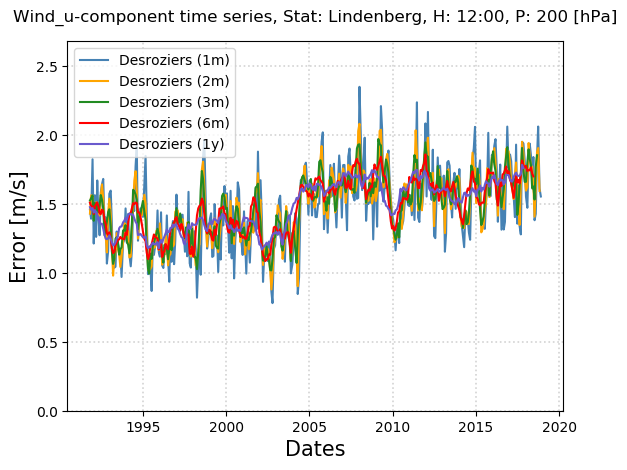 Wind_u-component time series, Stat: Lindenberg, H: 12:00, P: 200 [hPa]
Desroziers (1m)
Desroziers (2m)
Desroziers (3m)
Desroziers (6m)
Desroziers (1y)
Error [m/s]
2.5
2.0
1.5
1.0
0.5
0.0
1995 2000 2005 2010 2015 2020
Dates